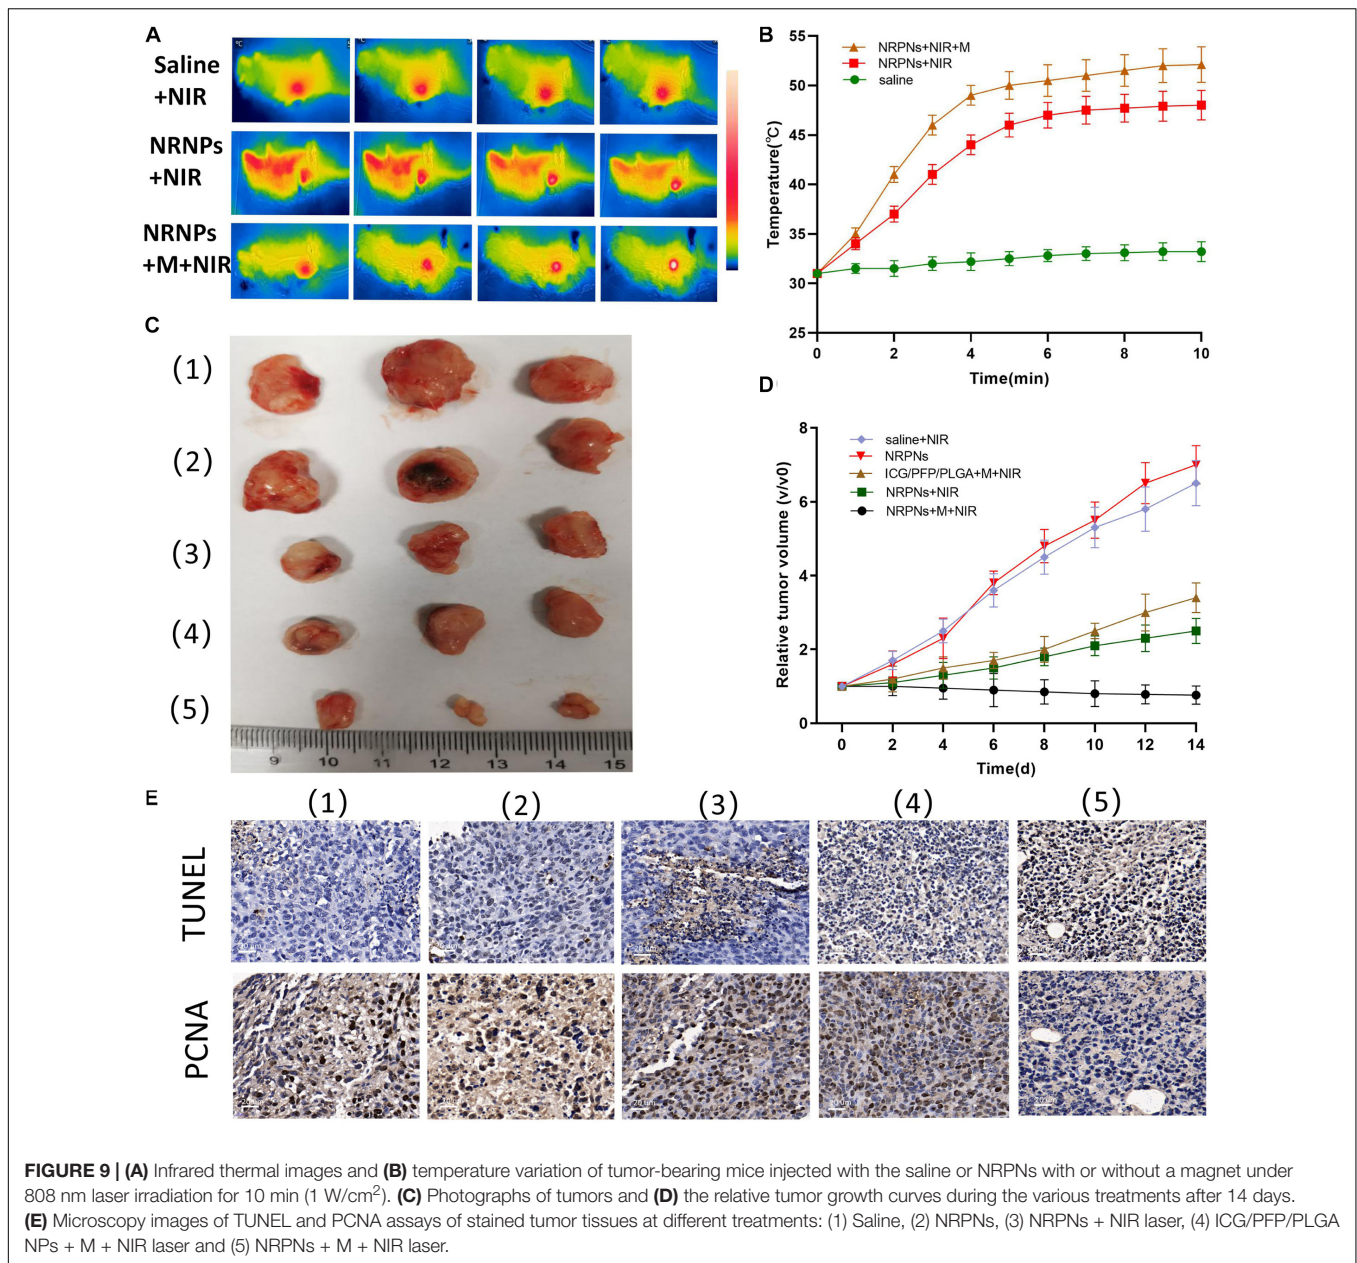 A
Saline
+NIR
NRNPs
+NIR
NRNPs
+M+NIR
°C
B
55
50
45
40
35
30
25
Temperature(°C)
NRPNs+NIR+M
NRPNs+NIR
saline
0 2 4 6 8 10
Time(min)
C
(1)
(2)
(3)
(4)
(5)
9 10 11 12 13 14 15
D
8
6
4
2
0
Relative tumor volume (v/v0)
saline+NIR
NRPNs
ICG/PFP/PLGA+M+NIR
NRPNs+NIR
NRPNs+M+NIR
0 2 4 6 8 10 12 14
Time(d)
E
(1) (2) (3) (4) (5)
TUNEL
20 um
20 um
PCNA
20 um
20 um
FIGURE 9 | (A) Infrared thermal images and (B) temperature variation of tumor-bearing mice injected with the saline or NRPNs with or without a magnet under
808 nm laser irradiation for 10 min (1 W/cm²). (C) Photographs of tumors and (D) the relative tumor growth curves during the various treatments after 14 days.
(E) Microscopy images of TUNEL and PCNA assays of stained tumor tissues at different treatments: (1) Saline, (2) NRPNs, (3) NRPNs + NIR laser, (4) ICG/PFP/PLGA
NPs + M + NIR laser and (5) NRPNs + M + NIR laser.